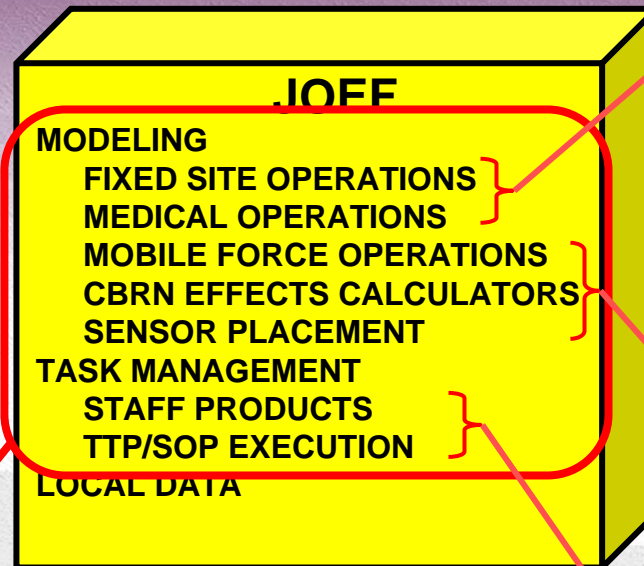 JOEF
MODELING
FIXED SITE OPERATIONS
MEDICAL OPERATIONS
MOBILE FORCE OPERATIONS
CBRN EFFECTS CALCULATORS
SENSOR PLACEMENT
TASK MANAGEMENT
STAFF PRODUCTS
TTP/SOP EXECUTION
LOCAL DATA